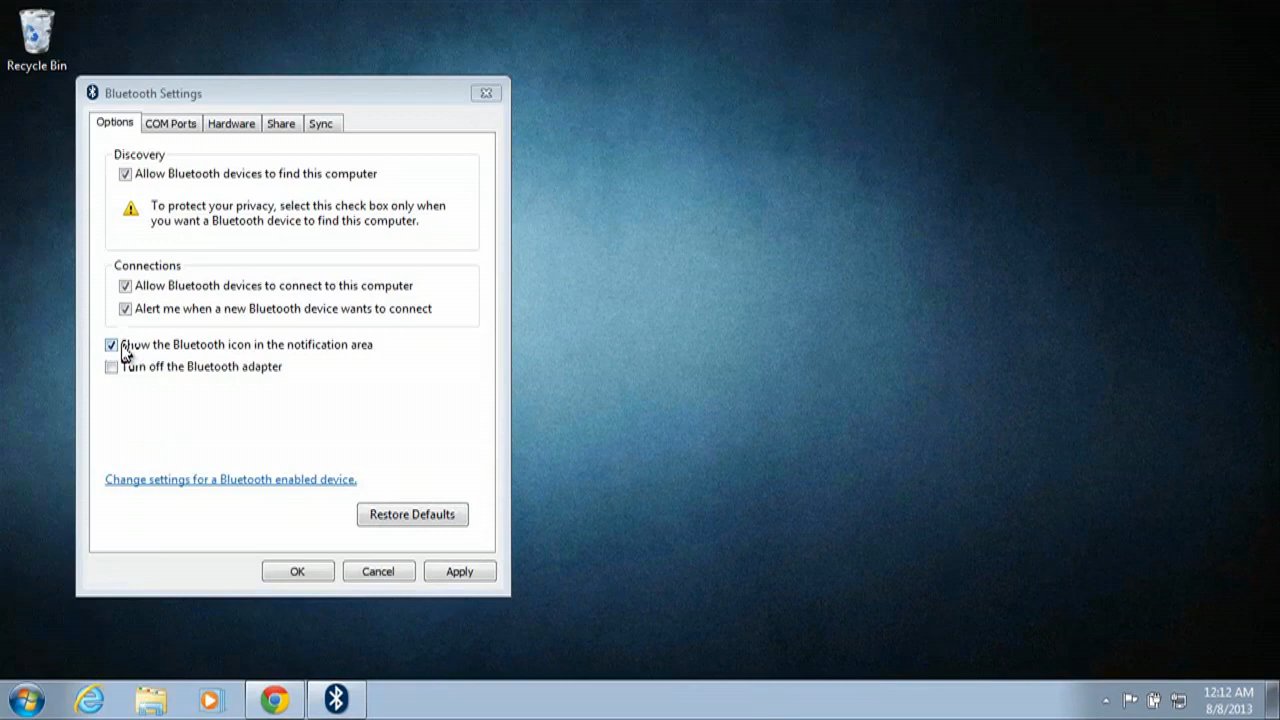 Recycle Bin
Bluetooth Settings
Options
COM Ports
Hardware
Share
Sync
Discovery
Allow Bluetooth devices to find this computer
To protect your privacy, select this check box only when
you want a Bluetooth device to find this computer.
Connections
Allow Bluetooth devices to connect to this computer
Alert me when a new Bluetooth device wants to connect
Show the Bluetooth icon in the notification area
Turn off the Bluetooth adapter
Change settings for a Bluetooth enabled device.
Restore Defaults
OK
Cancel
Apply
12:12 AM
8/8/2013